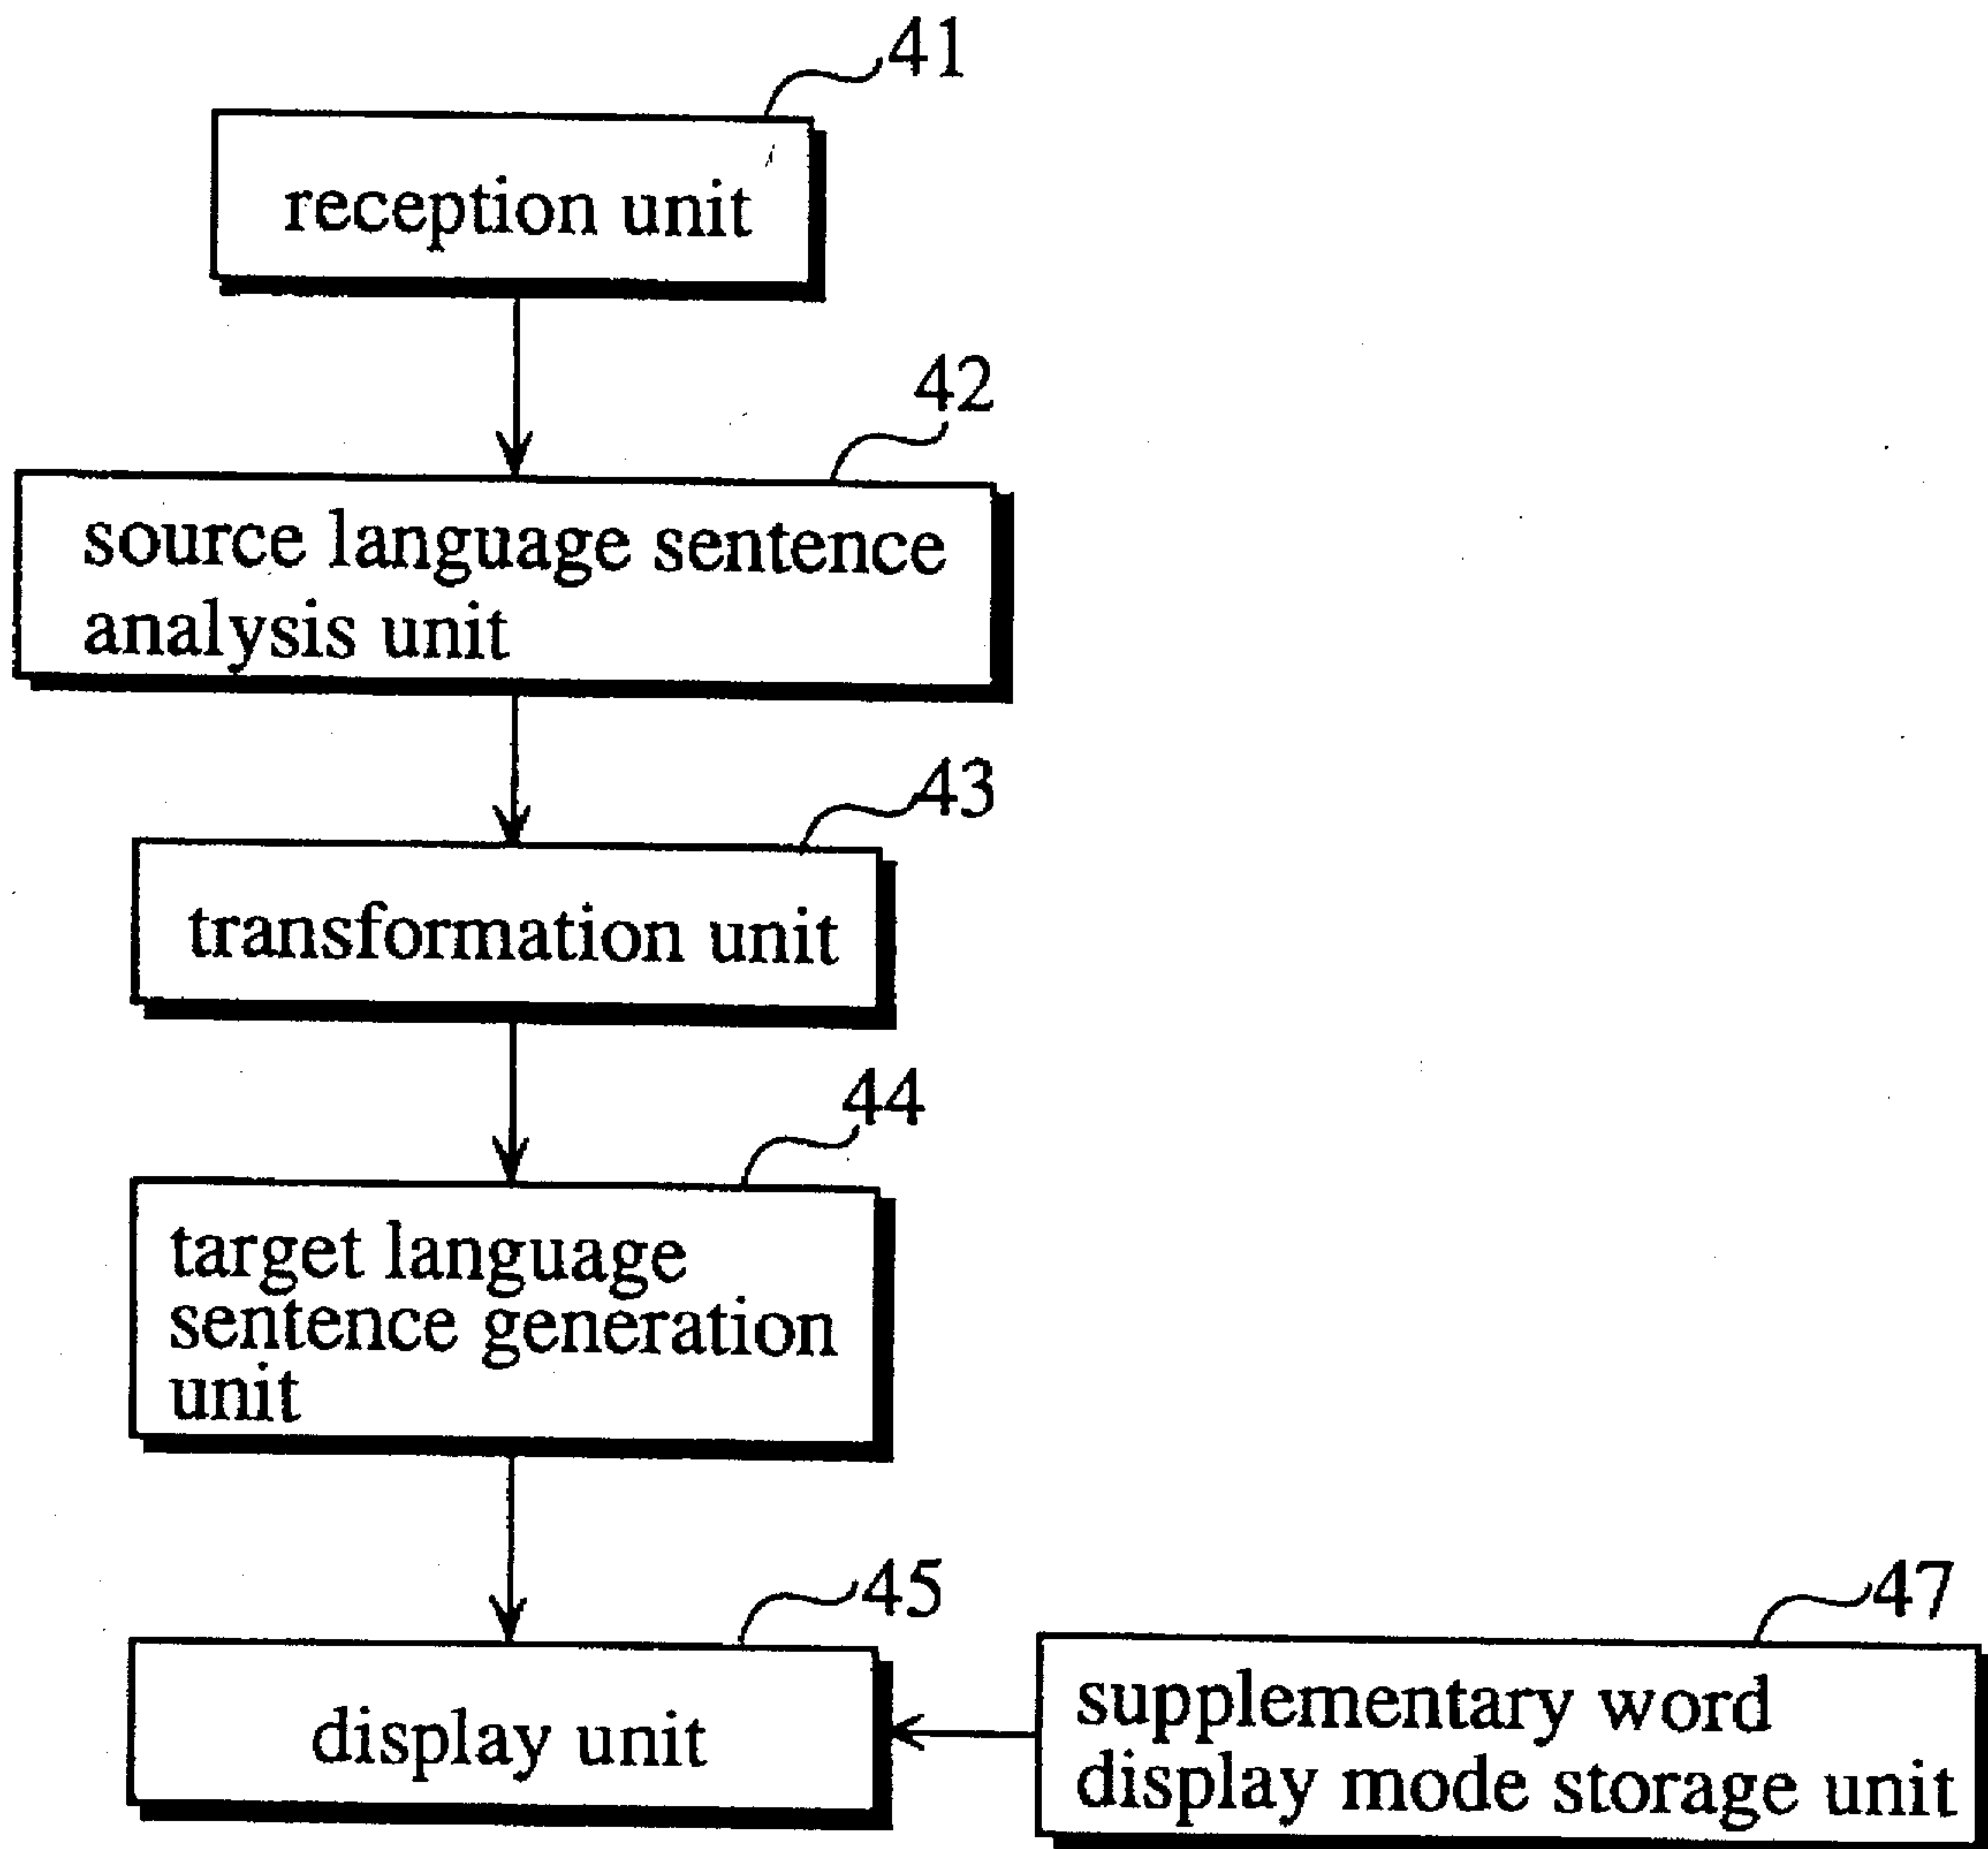 41
reception unit
42
source language sentence
analysis unit
43
transformation unit
44
target language
sentence generation
unit
45
display unit
47
supplementary word
display mode storage unit